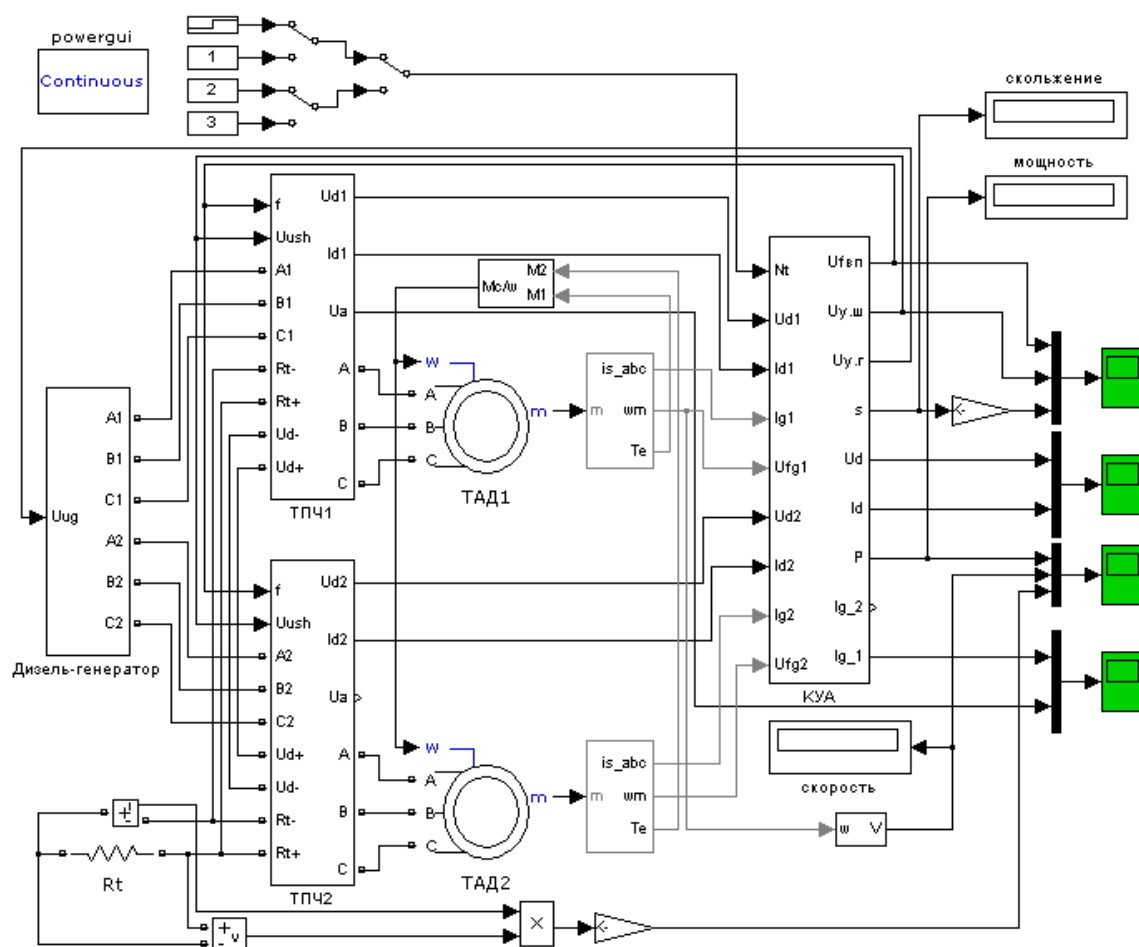 powergui
Continuous
1
2
3
скольжение
мощность
f
Uush
A1
B1
C1
Rt-
Rt+
Ud-
Ud+
Ud1
Id1
Ua
A
B
C
ТПЧ1
Mc/w
M2
M1
w
A
B
C
m
ТАД1
m
is_abc
wm
Te
Nt
Ud1
Id1
Ig1
Ufg1
Ud2
Id2
Ig2
Ufg2
Ufвп
Uу.ш
Uу.г
s
Ud
Id
P
Ig_2
Ig_1
КУА
Uug
A1
B1
C1
A2
B2
C2
Дизель-генератор
f
Uush
A2
B2
C2
Ud+
Ud-
Rt-
Rt+
Ud2
Id2
Ua
A
B
C
ТПЧ2
w
A
B
C
m
ТАД2
m
is_abc
wm
Te
скорость
w V
+ i
-
Rt
+ v
-
×